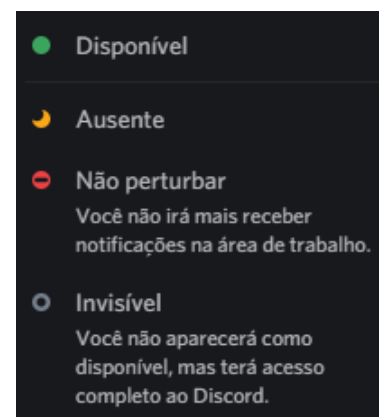 Disponível
Ausente
Não perturbar
Você não irá mais receber
notificações na área de trabalho.
Invisível
Você não aparecerá como
disponível, mas terá acesso
completo ao Discord.